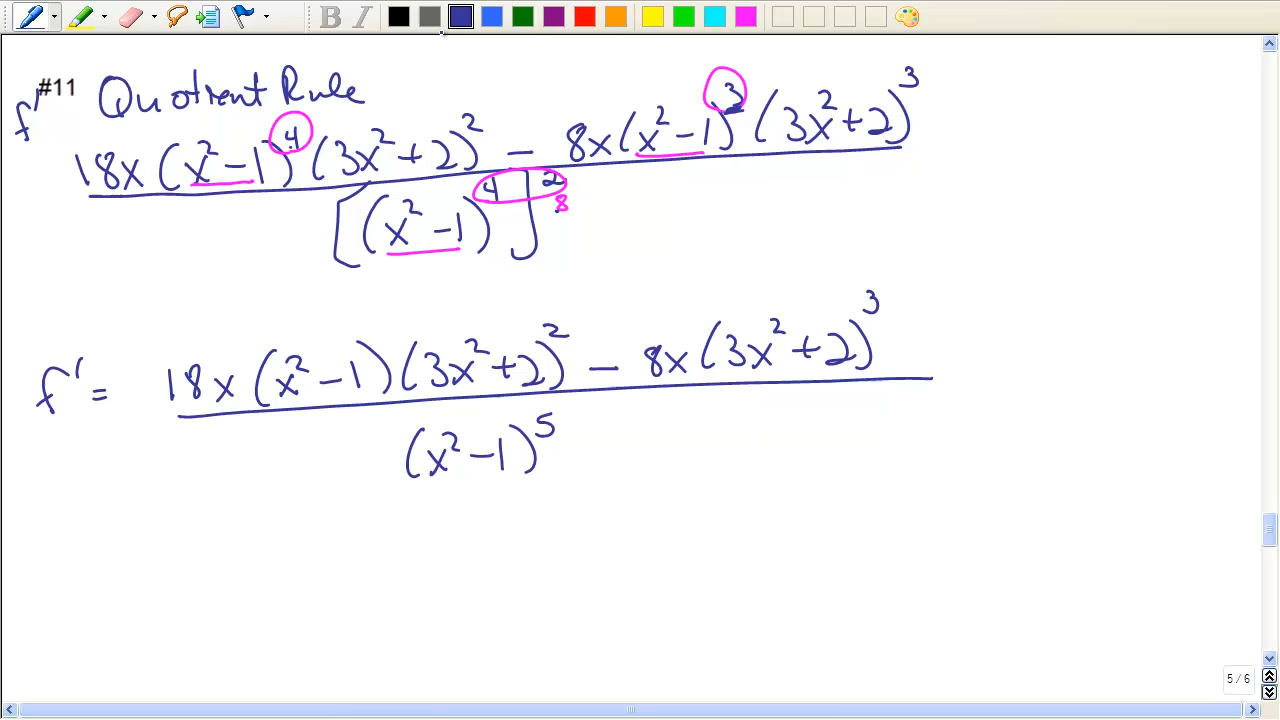 B I
#11 Quotient Rule
f'
18x(x²-1)⁴(3x²+2)² - 8x(x²-1)³(3x²+2)³
[(x²-1)⁴]²
8
f' = 18x(x²-1)(3x²+2)² - 8x(3x²+2)³
(x²-1)⁵
5 / 6